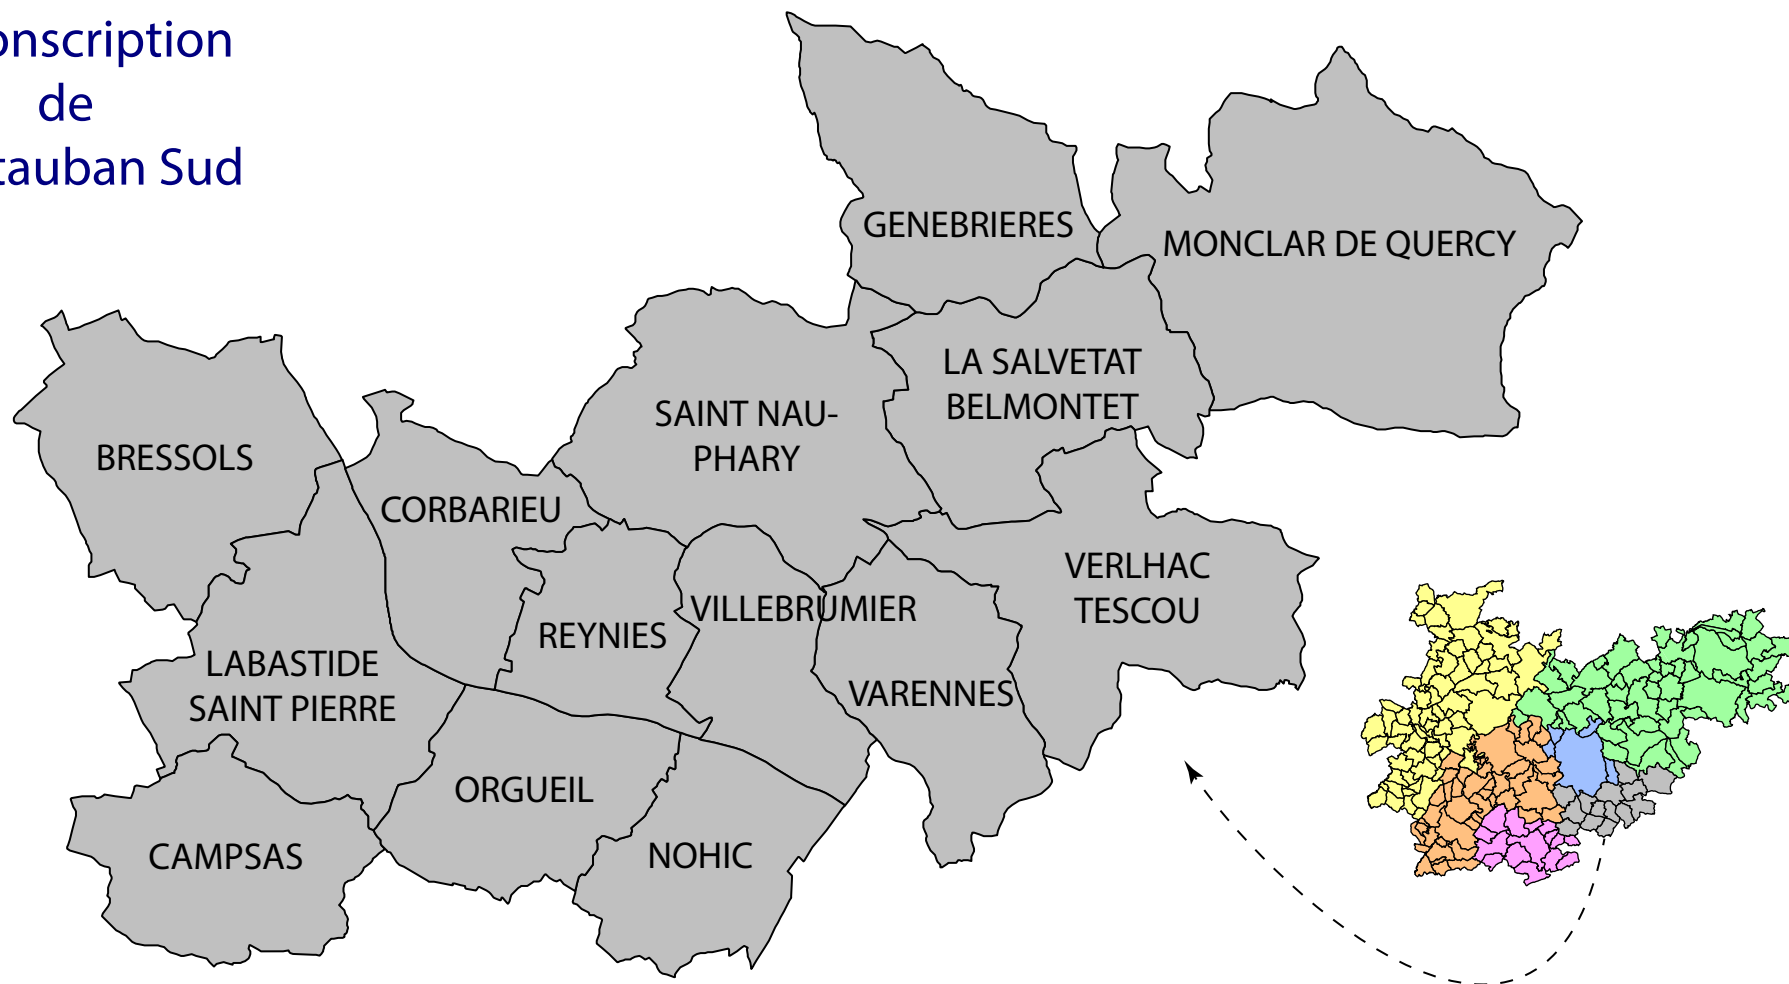 onscription
de
tauban Sud
GENEBRIERES
MONCLAR DE QUERCY
LA SALVETAT
BELMONTET
SAINT NAU-
PHARY
BRESSOLS
CORBARIEU
VERLHAC
TESCOU
VILLEBRUMIER
REYNIES
LABASTIDE
SAINT PIERRE
VARENNES
ORGUEIL
NOHIC
CAMPSAS